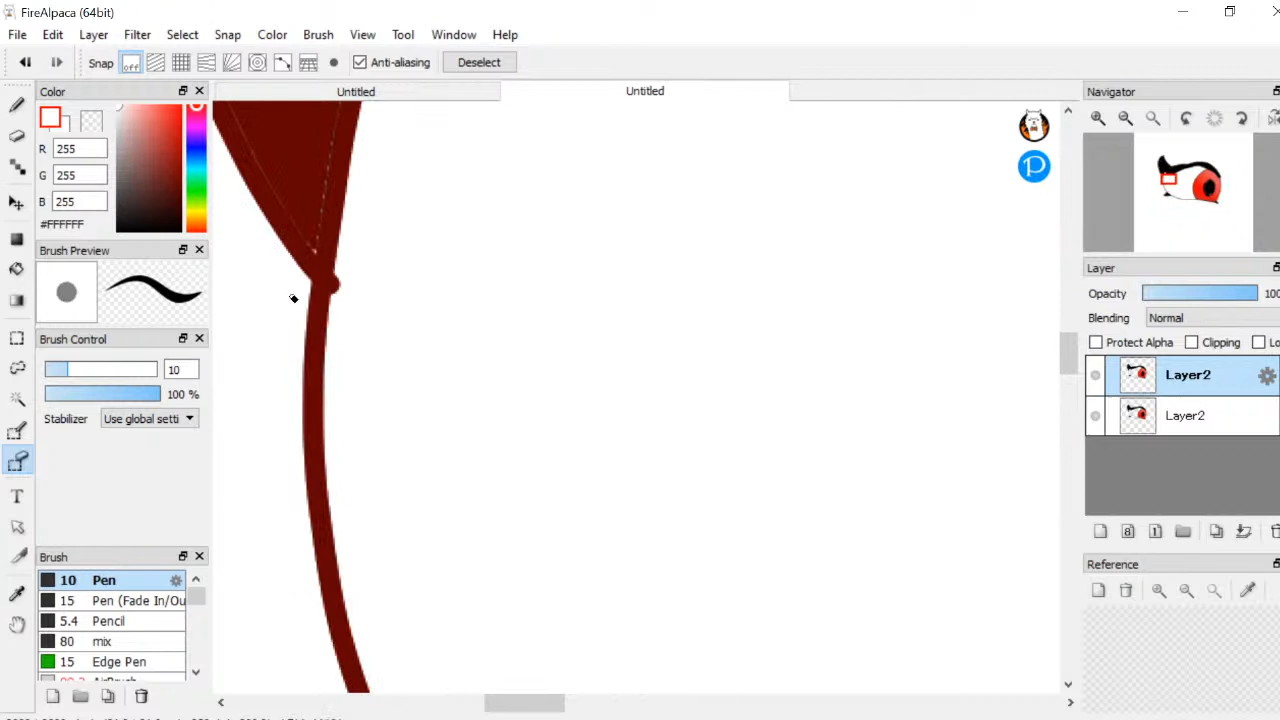 FireAlpaca (64bit)
File Edit Layer Filter Select Snap Color Brush View Tool Window Help
Snap off Anti-aliasing Deselect
Color
Untitled
Untitled
Navigator
R 255
G 255
B 255
#FFFFFF
Brush Preview
Layer
Opacity 100
Blending Normal
Brush Control
Protect Alpha Clipping Lo
10
Layer2
100 %
Stabilizer Use global setti
Layer2
Brush
Reference
10 Pen
15 Pen (Fade In/Ou
5.4 Pencil
80 mix
15 Edge Pen